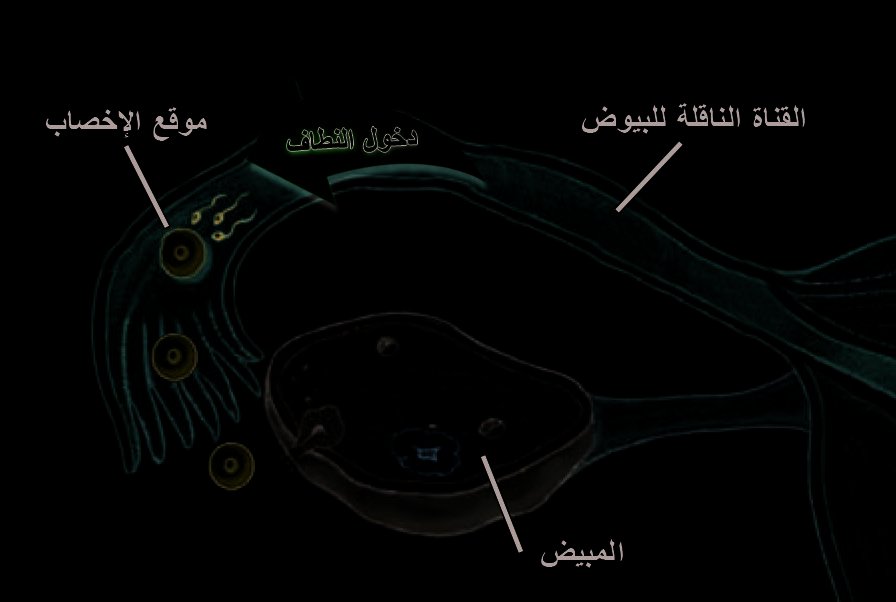 القناة الناقلة للبيوض
موقع الإخصاب
دخول النطاف
المبيض